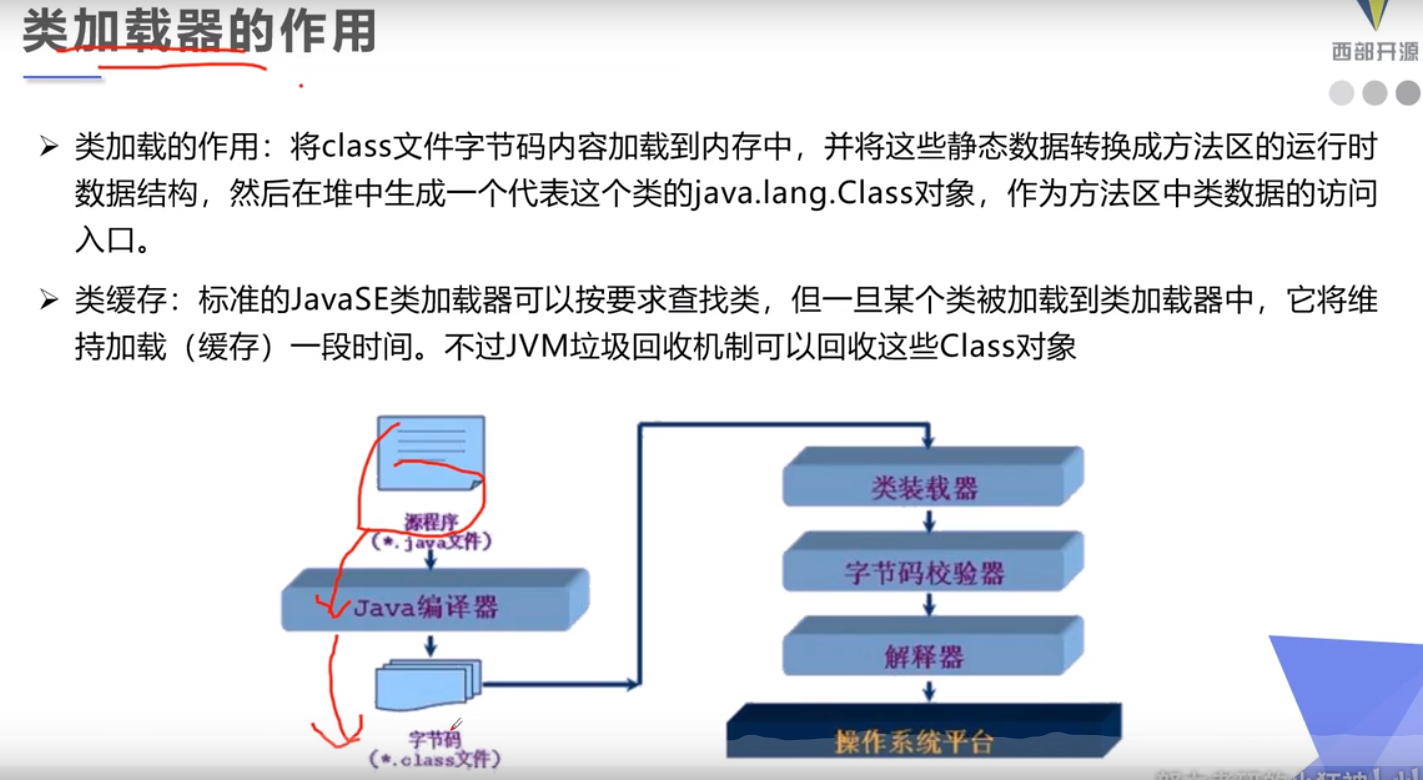 类加载器的作用
西部开源
类加载的作用：将class文件字节码内容加载到内存中，并将这些静态数据转换成方法区的运行时
数据结构，然后在堆中生成一个代表这个类的java.lang.Class对象，作为方法区中类数据的访问
入口。
类缓存：标准的JavaSE类加载器可以按要求查找类，但一旦某个类被加载到类加载器中，它将维
持加载（缓存）一段时间。不过JVM垃圾回收机制可以回收这些Class对象
源程序
(*.java文件)
Java编译器
字节码
(*.class文件)
类装载器
字节码校验器
解释器
操作系统平台